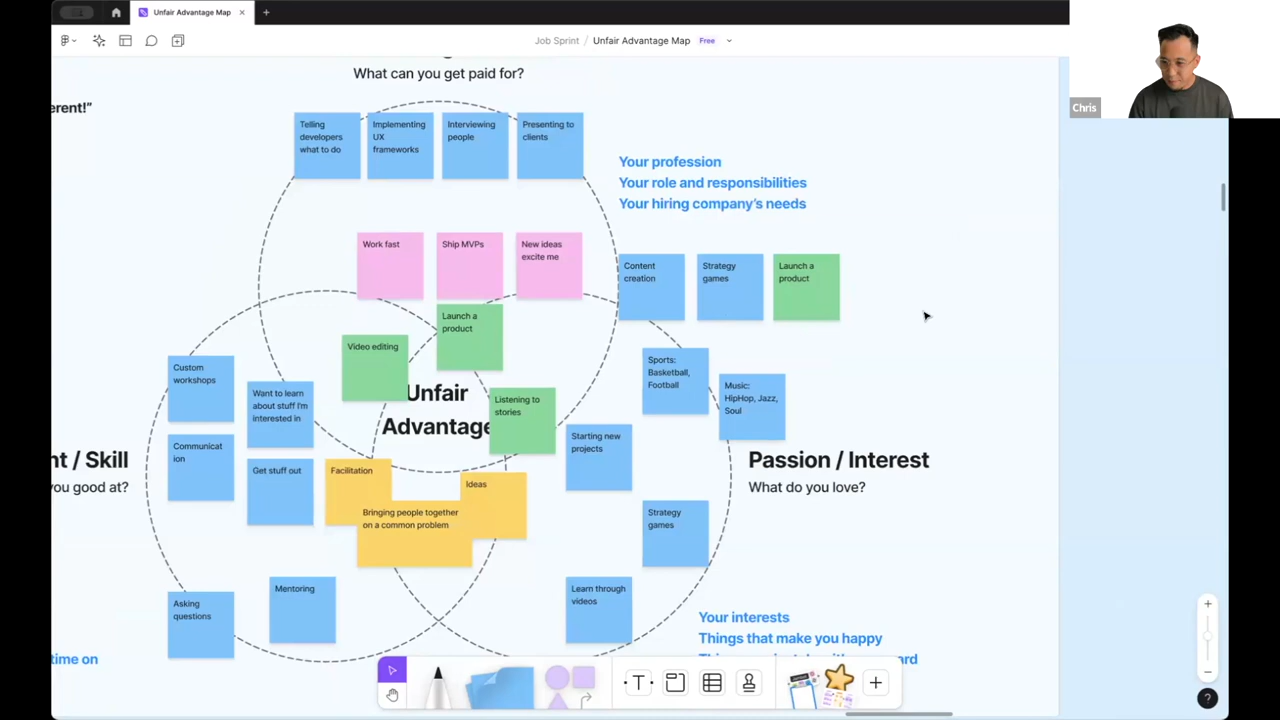 Unfair Advantage Map
Job Sprint / Unfair Advantage Map Free
Chris
What can you get paid for?
erent!”
Telling
developers
what to do
Implementing
UX
frameworks
Interviewing
people
Presenting to
clients
Your profession
Your role and responsibilities
Your hiring company’s needs
Work fast
Ship MVPs
New ideas
excite me
Content
creation
Strategy
games
Launch a
product
Launch a
product
Video editing
Sports:
Basketball,
Football
Custom
workshops
Music:
HipHop, Jazz,
Soul
Want to learn
about stuff I'm
interested in
Unfair
Advantage
Listening to
stories
Starting new
projects
Communicat
ion
nt / Skill
you good at?
Passion / Interest
What do you love?
Get stuff out
Facilitation
Ideas
Bringing people together
on a common problem
Strategy
games
Mentoring
Learn through
videos
Asking
questions
Your interests
Things that make you happy
time on
T
?